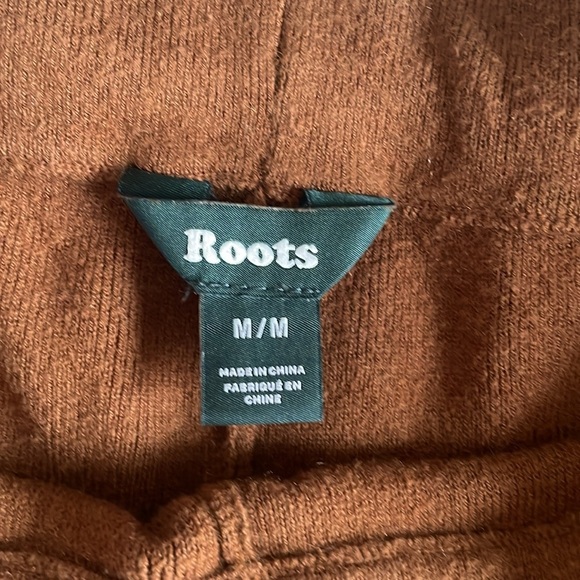 Roots
M/M
MADE IN CHINA
FABRIQUÉ EN
CHINE